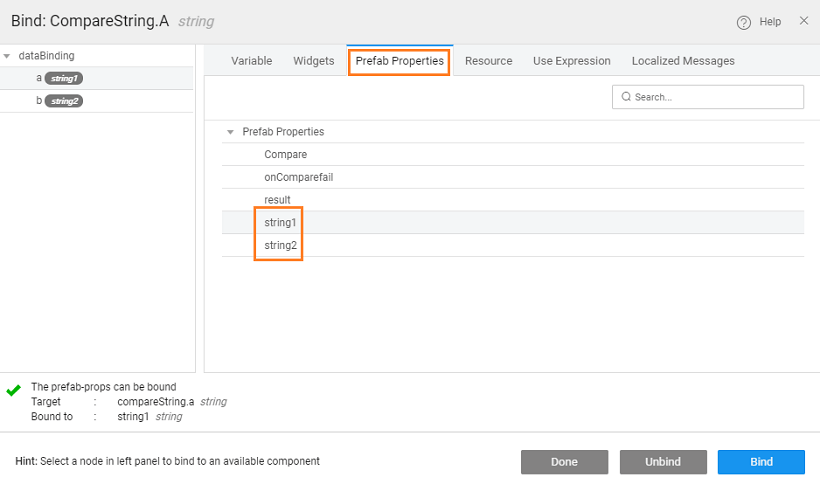 Bind: CompareString.A string
Help
dataBinding
a string1
b string2
Variable Widgets Prefab Properties Resource Use Expression Localized Messages
Search...
Prefab Properties
Compare
onComparefail
result
string1
string2
The prefab-props can be bound
Target : compareString.a string
Bound to : string1 string
Hint: Select a node in left panel to bind to an available component
Done Unbind Bind